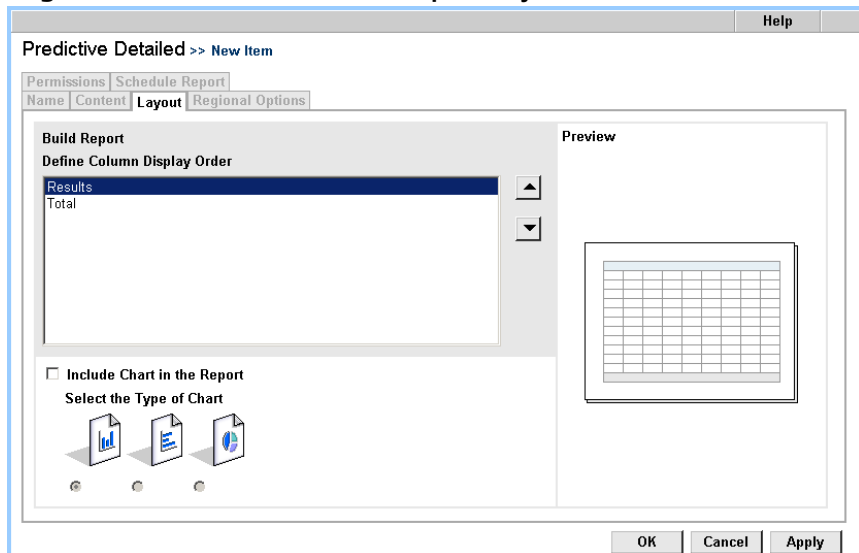 Help
Predictive Detailed >> New Item
Permissions Schedule Report
Name Content Layout Regional Options
Build Report
Define Column Display Order
Results
Total
Preview
Include Chart in the Report
Select the Type of Chart
OK Cancel Apply